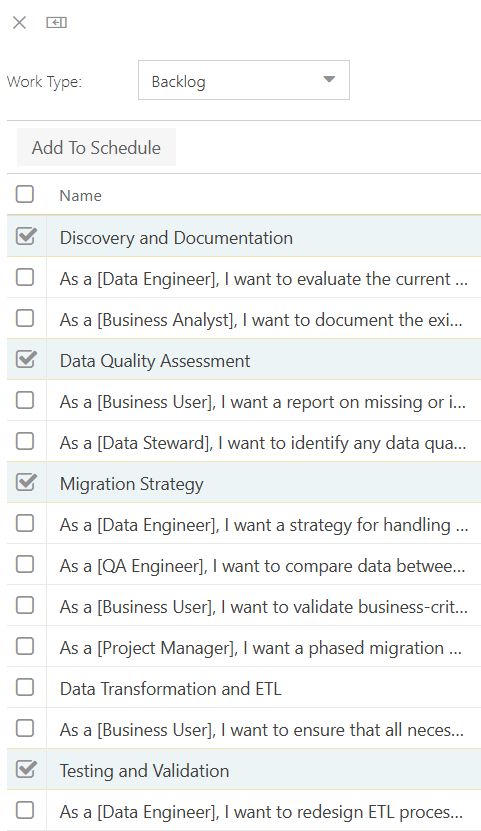 Work Type:
Backlog
Add To Schedule
Name
Discovery and Documentation
As a [Data Engineer], I want to evaluate the current ...
As a [Business Analyst], I want to document the exi...
Data Quality Assessment
As a [Business User], I want a report on missing or i...
As a [Data Steward], I want to identify any data qua...
Migration Strategy
As a [Data Engineer], I want a strategy for handling ...
As a [QA Engineer], I want to compare data betwee...
As a [Business User], I want to validate business-crit...
As a [Project Manager], I want a phased migration ...
Data Transformation and ETL
As a [Business User], I want to ensure that all neces...
Testing and Validation
As a [Data Engineer], I want to redesign ETL proces...